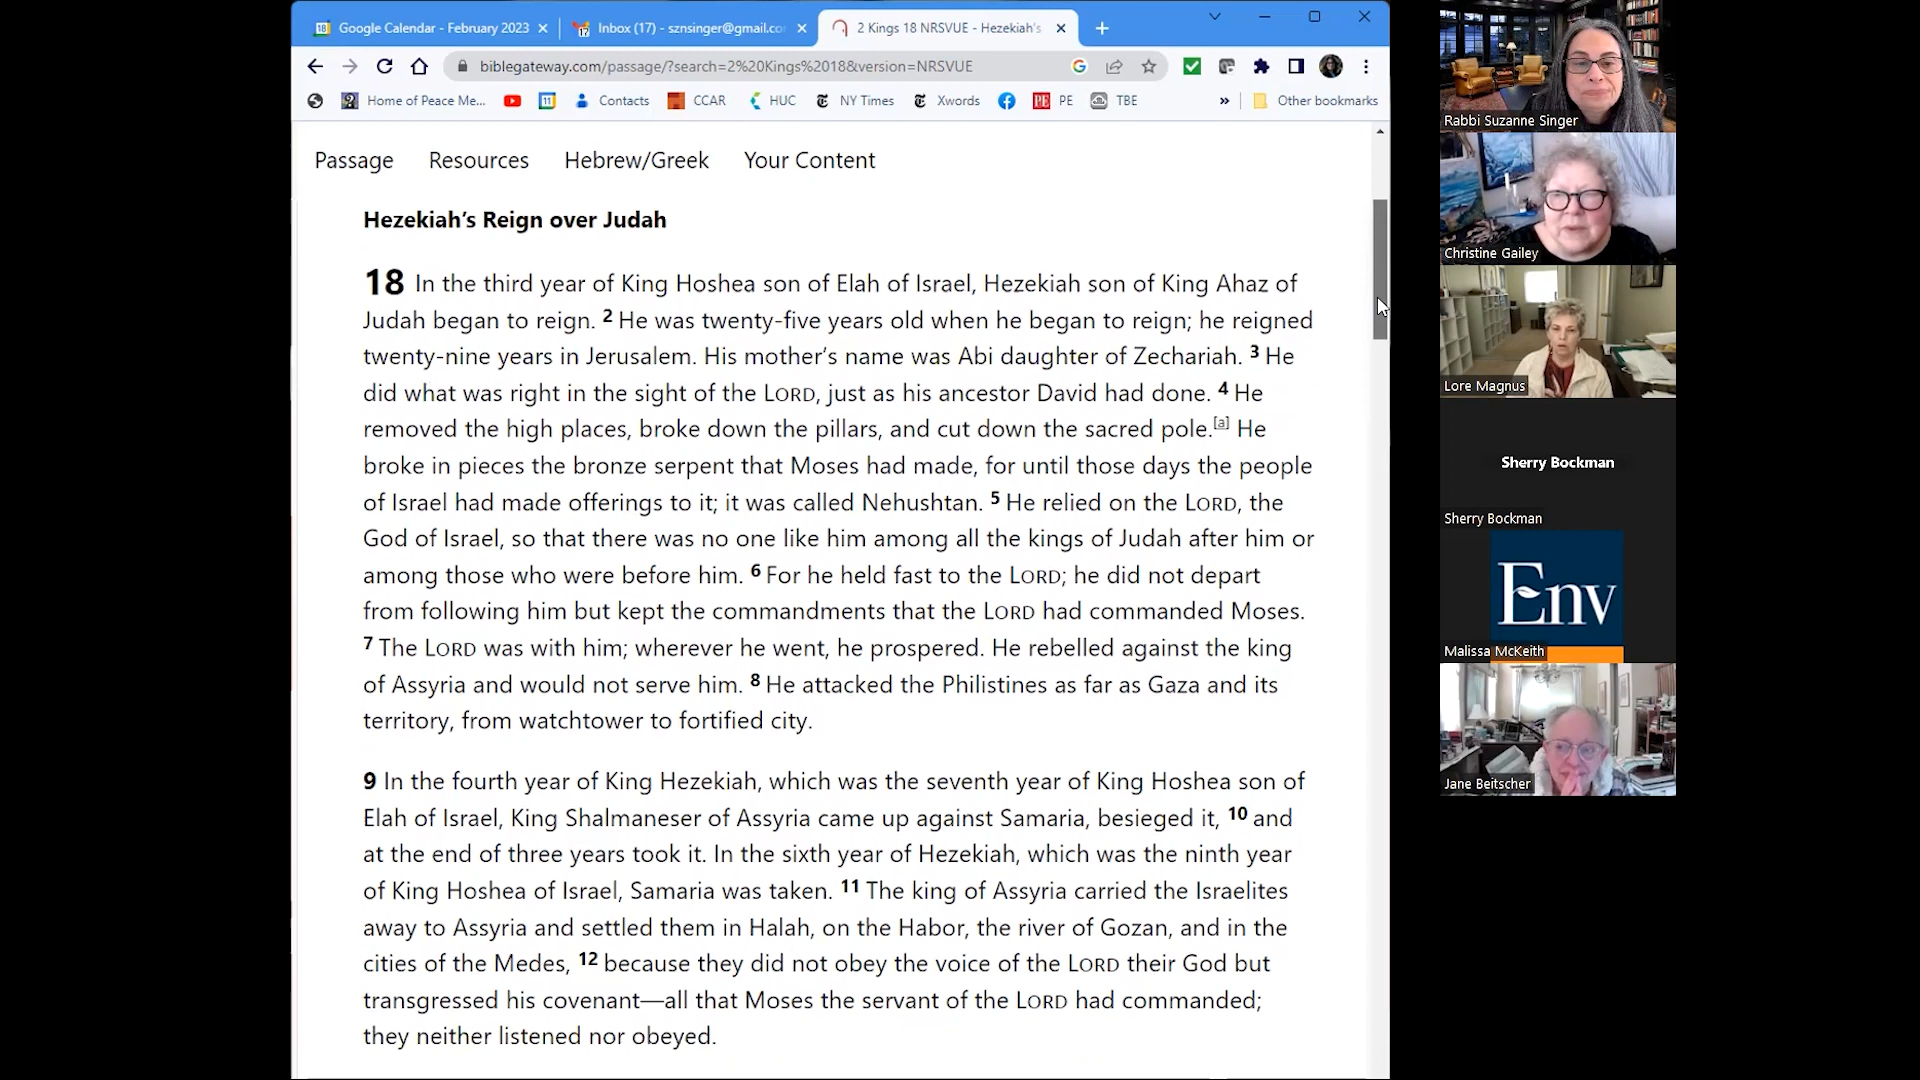 Google Calendar - February 2023
Inbox (17) - sznsinger@gmail.co
2 Kings 18 NRSVUE - Hezekiah's
biblegateway.com/passage/?search=2%20Kings%2018&version=NRSVUE
Home of Peace Me...
Contacts
CCAR
HUC
NY Times
Xwords
PE
TBE
Other bookmarks
Passage
Resources
Hebrew/Greek
Your Content
Hezekiah's Reign over Judah
18 In the third year of King Hoshea son of Elah of Israel, Hezekiah son of King Ahaz of
Judah began to reign. 2 He was twenty-five years old when he began to reign; he reigned
twenty-nine years in Jerusalem. His mother's name was Abi daughter of Zechariah. 3 He
did what was right in the sight of the LORD, just as his ancestor David had done. 4 He
removed the high places, broke down the pillars, and cut down the sacred pole.[a] He
broke in pieces the bronze serpent that Moses had made, for until those days the people
of Israel had made offerings to it; it was called Nehushtan. 5 He relied on the LORD, the
God of Israel, so that there was no one like him among all the kings of Judah after him or
among those who were before him. 6 For he held fast to the LORD; he did not depart
from following him but kept the commandments that the LORD had commanded Moses.
7 The LORD was with him; wherever he went, he prospered. He rebelled against the king
of Assyria and would not serve him. 8 He attacked the Philistines as far as Gaza and its
territory, from watchtower to fortified city.
9 In the fourth year of King Hezekiah, which was the seventh year of King Hoshea son of
Elah of Israel, King Shalmaneser of Assyria came up against Samaria, besieged it, 10 and
at the end of three years took it. In the sixth year of Hezekiah, which was the ninth year
of King Hoshea of Israel, Samaria was taken. 11 The king of Assyria carried the Israelites
away to Assyria and settled them in Halah, on the Habor, the river of Gozan, and in the
cities of the Medes, 12 because they did not obey the voice of the LORD their God but
transgressed his covenant—all that Moses the servant of the LORD had commanded;
they neither listened nor obeyed.
Rabbi Suzanne Singer
Christine Gailey
Lore Magnus
Sherry Bockman
Sherry Bockman
Env
Malissa McKeith
Jane Beitscher